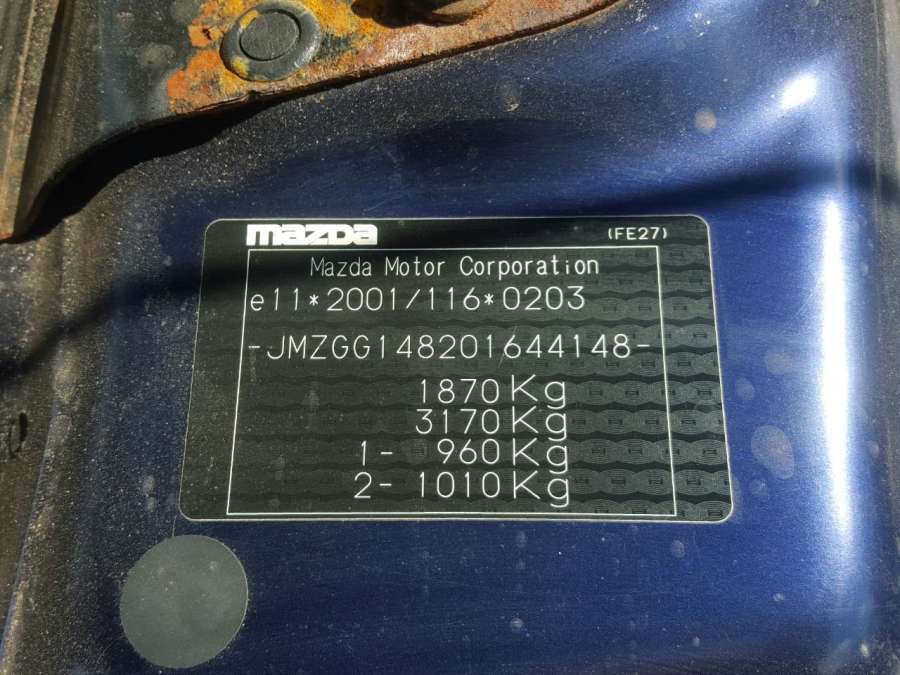 mazda (FE27)
Mazda Motor Corporation
e11*2001/116*0203
-JMZGG148201644148-
1870Kg
3170Kg
1- 960Kg
2- 1010Kg